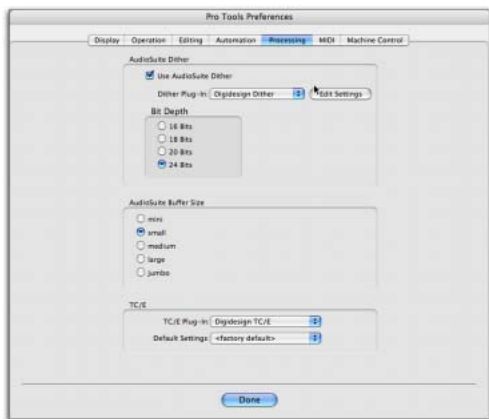 Pro Tools Preferences
Display Operation Editing Automation Processing MIDI Machine Control
AudioSuite Dither
Use AudioSuite Dither
Dither Plug-In: Digidesign Dither Edit Settings
Bit Depth
16 Bits
18 Bits
20 Bits
24 Bits
AudioSuite Buffer Size
mini
small
medium
large
jumbo
TC/E
TC/E Plug-In: Digidesign TC/E
Default Settings: <factory default>
Done